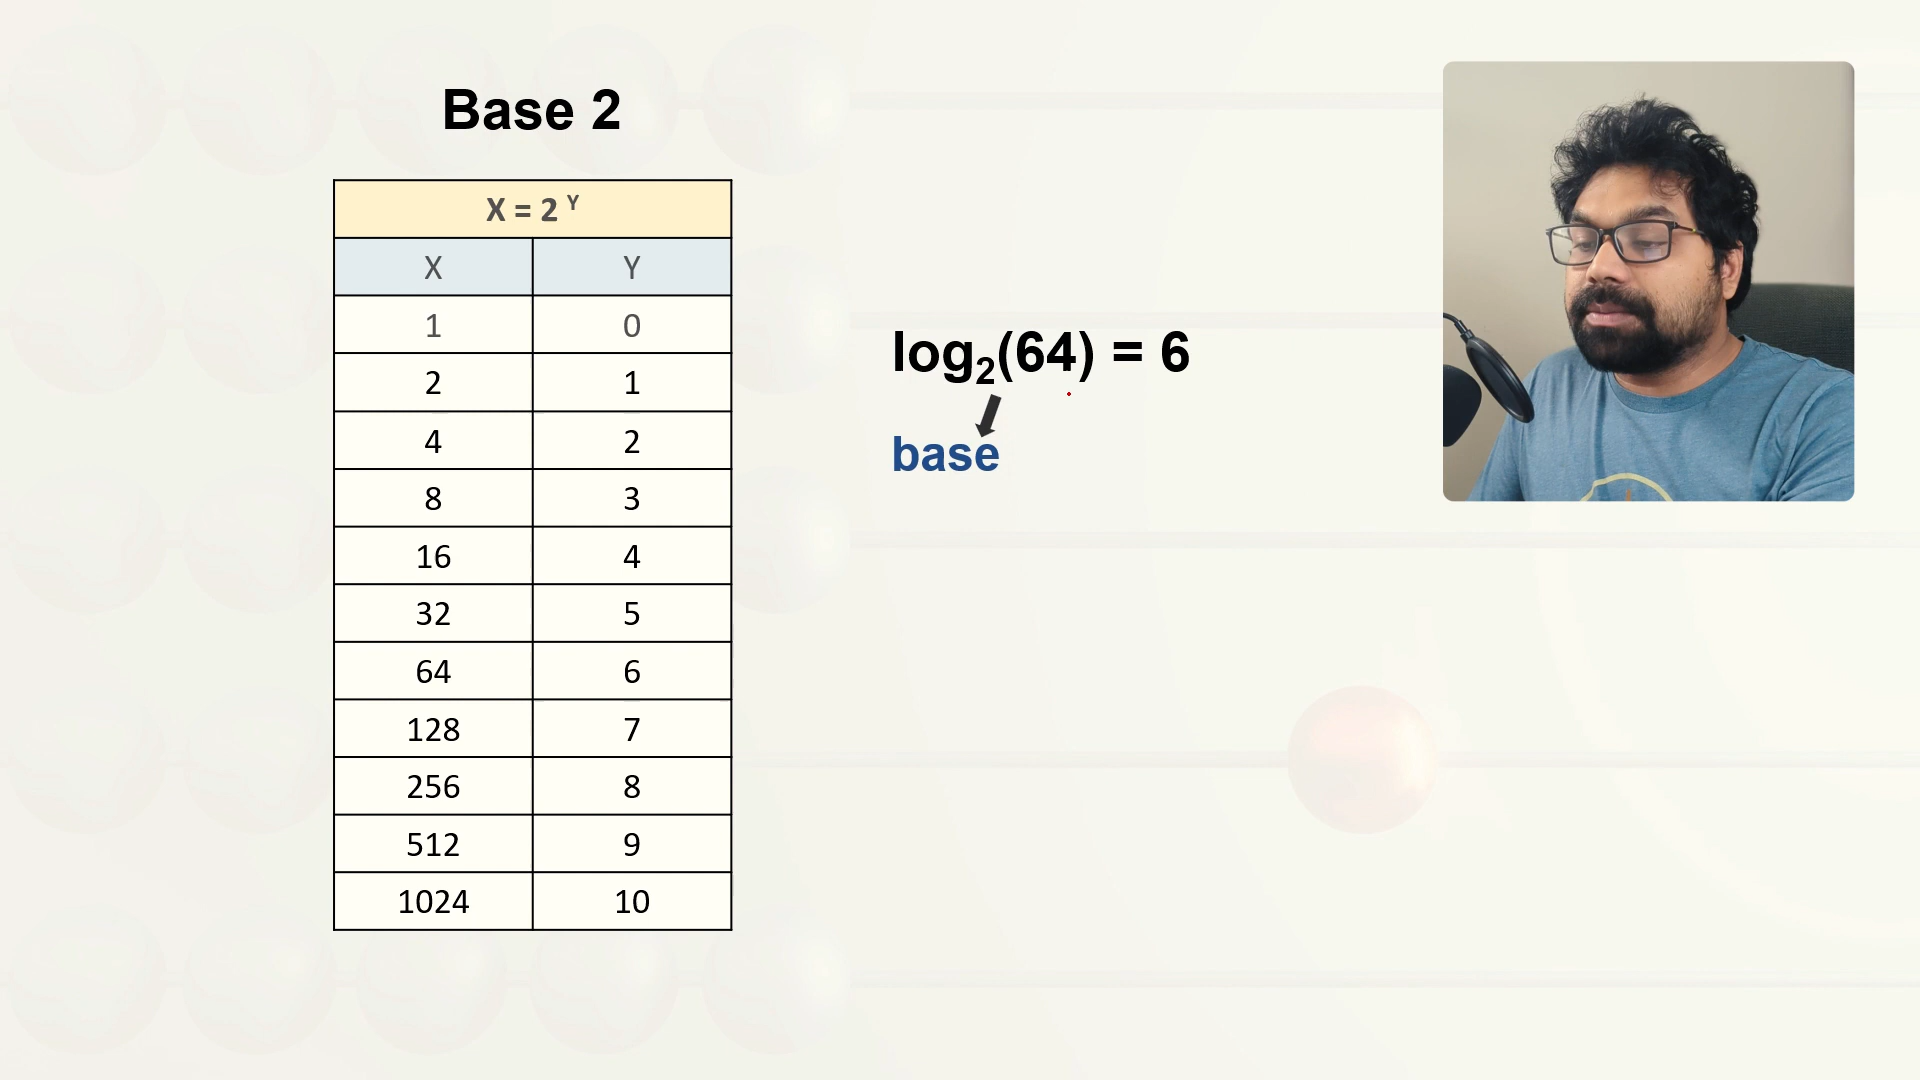 Base 2
X = 2 ^Y
X Y
1 0
2 1
4 2
8 3
16 4
32 5
64 6
128 7
256 8
512 9
1024 10
log₂(64) = 6
base